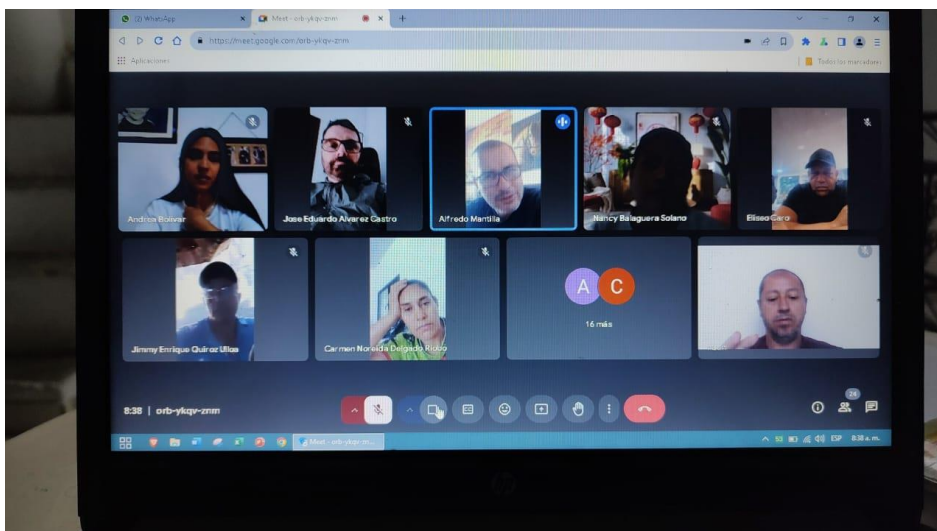 (2) WhatsApp
Meet - orb-ykqv-znm
https://meet.google.com/orb-ykqv-znm
Aplicaciones
Todos los marcadores
Andrea Bolivar
Jose Eduardo Alvarez Castro
Alfredo Mantilla
Nancy Balaguera Solano
Eliseo Caro
Jimmy Enrique Quiroz Ulloa
Carmen Noreida Delgado
A C
16 más
8:38 | orb-ykqv-znm
24
Meet - orb-ykqv-zn...
ESP 8:38 a. m.